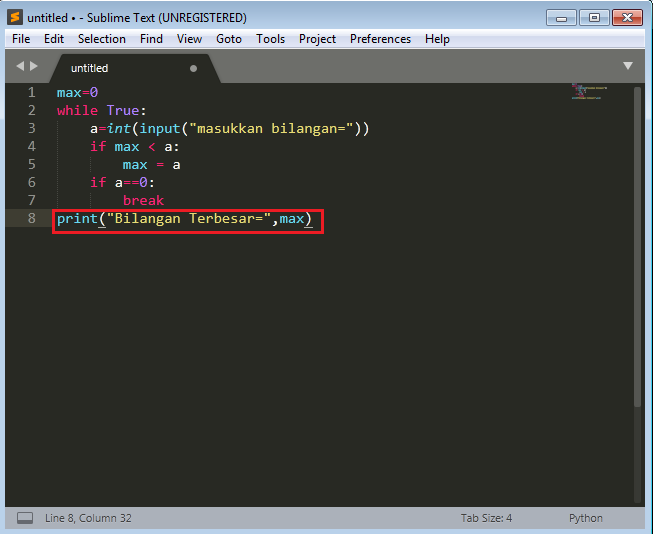 untitled • - Sublime Text (UNREGISTERED)
File Edit Selection Find View Goto Tools Project Preferences Help
untitled
1 max=0
2 while True:
3     a=int(input("masukkan bilangan="))
4     if max < a:
5         max = a
6     if a==0:
7         break
8 print("Bilangan Terbesar=",max)
Line 8, Column 32 Tab Size: 4 Python